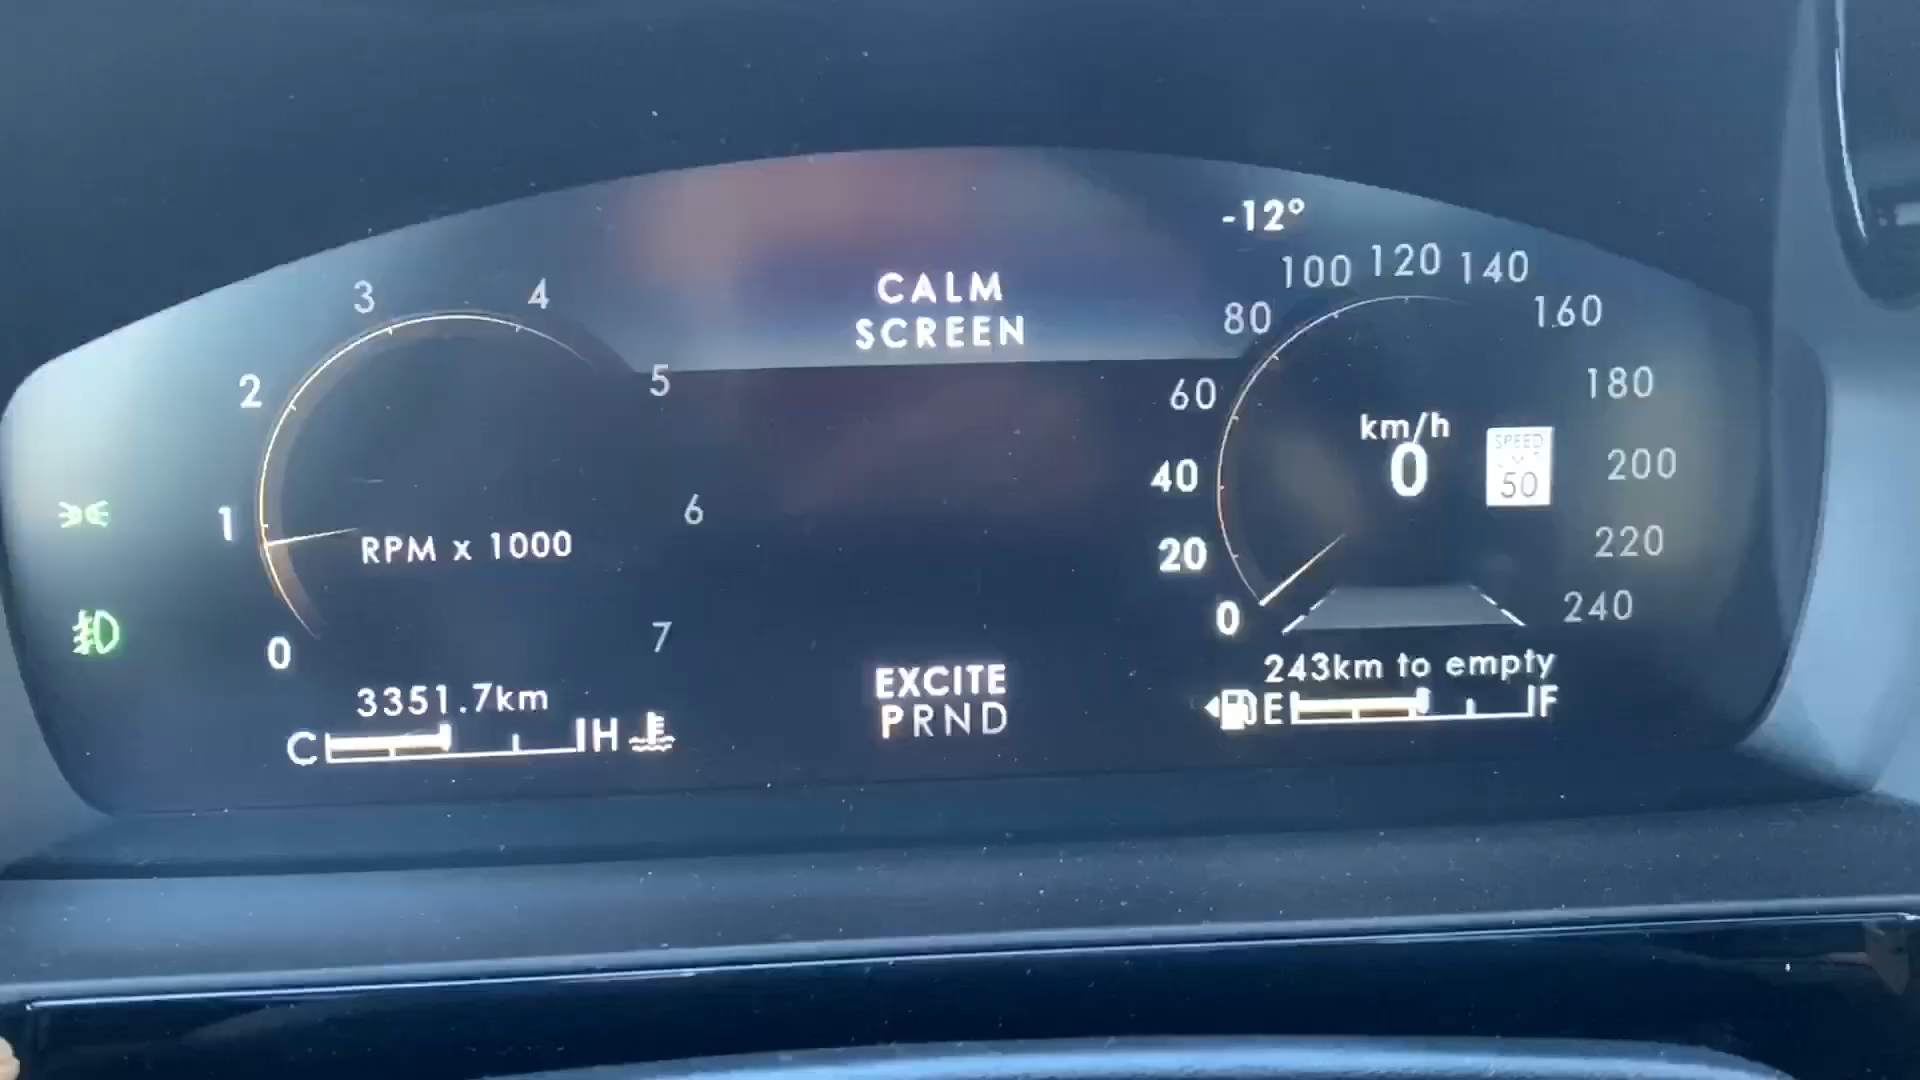 -12°
CALM
SCREEN
0
1
2
3
4
5
6
7
RPM x 1000
3351.7km
C
H
EXCITE
PRND
0
20
40
60
80
100
120
140
160
180
200
220
240
km/h
0
SPEED
LIMIT
50
243km to empty
E
F